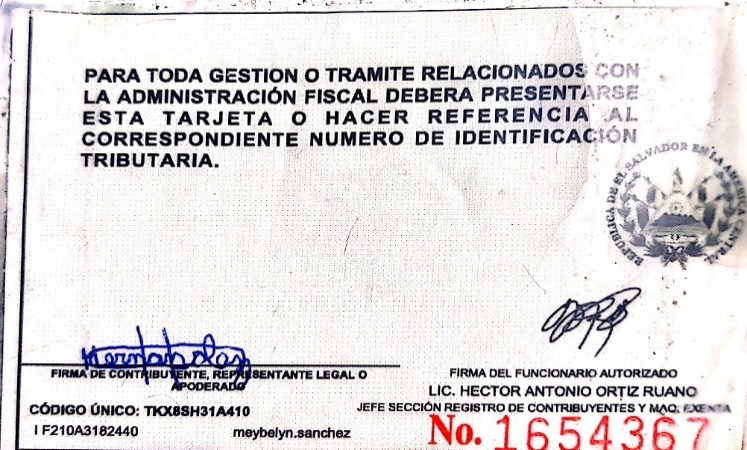 PARA TODA GESTION O TRAMITE RELACIONADOS CON
LA ADMINISTRACIÓN FISCAL DEBERA PRESENTARSE
ESTA TARJETA O HACER REFERENCIA AL
CORRESPONDIENTE NUMERO DE IDENTIFICACIÓN
TRIBUTARIA.
REPUBLICA DE EL SALVADOR EN LA AMERICA CENTRAL
FIRMA DE CONTRIBUYENTE, REPRESENTANTE LEGAL O
APODERADO
FIRMA DEL FUNCIONARIO AUTORIZADO
LIC. HECTOR ANTONIO ORTIZ RUANO
JEFE SECCIÓN REGISTRO DE CONTRIBUYENTES Y MAQ. EXENTA
CÓDIGO ÚNICO: TKX8SH31A410
I F210A3182440 meybelyn.sanchez
No. 1654367